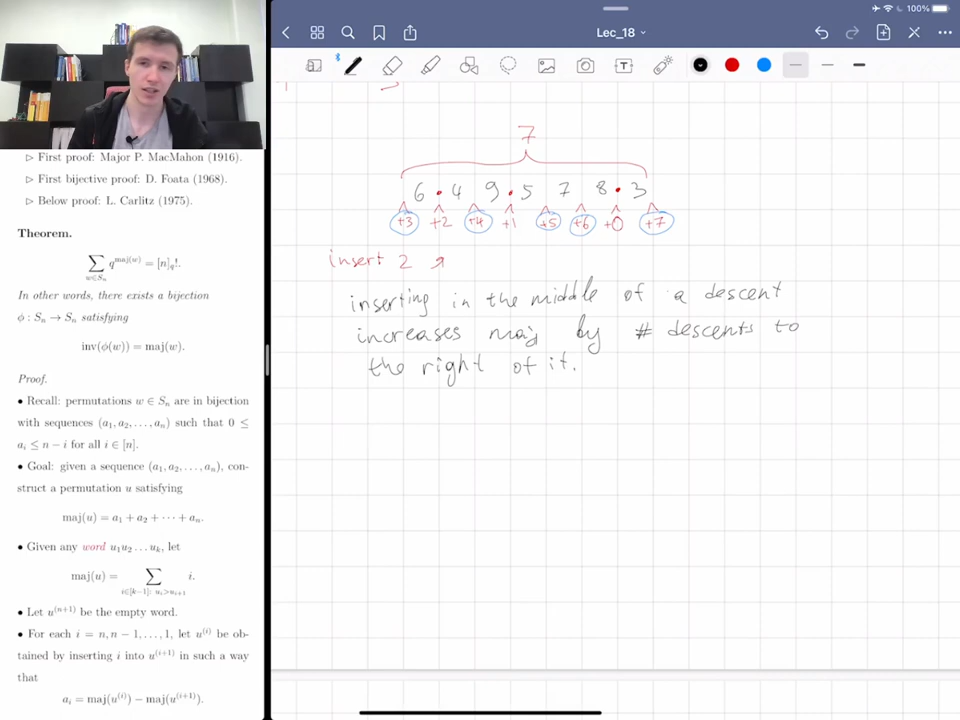 100%
Lec_18
▷ First proof: Major P. MacMahon (1916).
▷ First bijective proof: D. Foata (1968).
▷ Below proof: L. Carlitz (1975).
Theorem.
∑ q^{maj(w)} = [n]_q!.
w∈S_n
In other words, there exists a bijection
ϕ : S_n → S_n satisfying
inv(ϕ(w)) = maj(w).
Proof.
• Recall: permutations w ∈ S_n are in bijection
with sequences (a_1, a_2, . . . , a_n) such that 0 ≤
a_i ≤ n − i for all i ∈ [n].
• Goal: given a sequence (a_1, a_2, . . . , a_n), con-
struct a permutation u satisfying
maj(u) = a_1 + a_2 + · · · + a_n.
• Given any word u_1u_2 . . . u_k, let
maj(u) = ∑ i.
i∈[k−1]: u_i>u_{i+1}
• Let u^{(n+1)} be the empty word.
• For each i = n, n − 1, . . . , 1, let u^{(i)} be ob-
tained by inserting i into u^{(i+1)} in such a way
that
a_i = maj(u^{(i)}) − maj(u^{(i+1)}).
7
6 · 4 9 · 5 7 8 · 3
+3 +2 +4 +1 +5 +6 +0 +7
insert 2
inserting in the middle of a descent
increases maj by # descents to
the right of it.